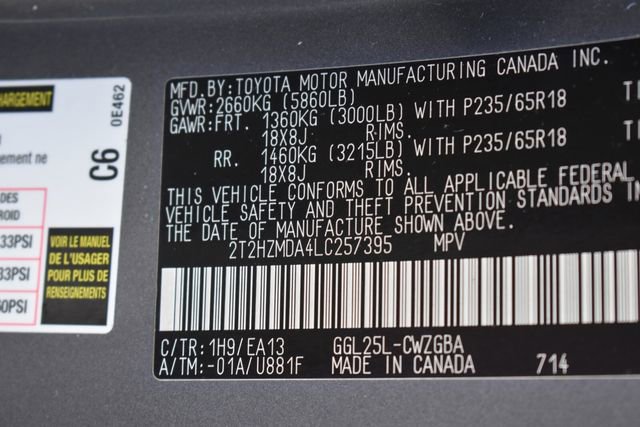 HARGEMENT
ement ne
DES
ROID
33PSI
33PSI
60PSI
C6
0E462
VOIR LE MANUEL
DE L'USAGER
POUR PLUS DE
RENSEIGNEMENTS
MFD.BY:TOYOTA MOTOR MANUFACTURING CANADA INC.
GVWR:2660KG (5860LB)
GAWR:FRT. 1360KG (3000LB) WITH P235/65R18 TI
18X8J RIMS.
RR. 1460KG (3215LB) WITH P235/65R18 TI
18X8J RIMS.
THIS VEHICLE CONFORMS TO ALL APPLICABLE FEDERAL
VEHICLE SAFETY AND THEFT PREVENTION STANDARDS IN
THE DATE OF MANUFACTURE SHOWN ABOVE.
2T2HZMDA4LC257395 MPV
C/TR:1H9/EA13 GGL25L-CWZGBA
A/TM:-01A/U881F MADE IN CANADA 714